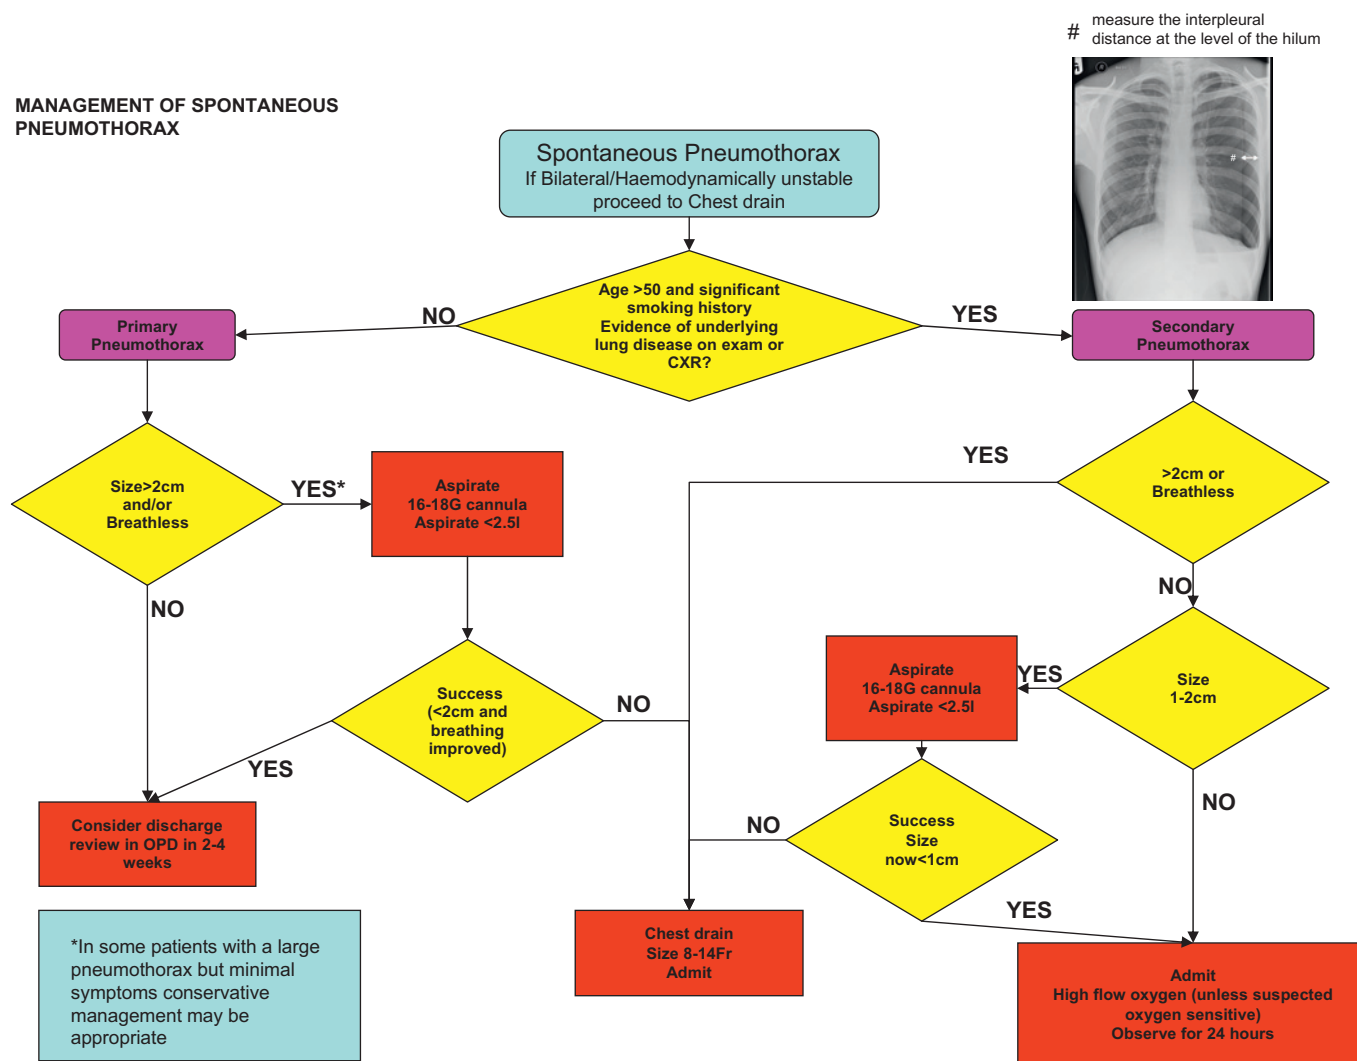 # measure the interpleural
distance at the level of the hilum
MANAGEMENT OF SPONTANEOUS
PNEUMOTHORAX
Spontaneous Pneumothorax
If Bilateral/Haemodynamically unstable
proceed to Chest drain
#
Age >50 and significant
smoking history
Evidence of underlying
lung disease on exam or
CXR?
NO
YES
Primary
Pneumothorax
Secondary
Pneumothorax
Size>2cm
and/or
Breathless
YES*
Aspirate
16-18G cannula
Aspirate <2.5l
YES
>2cm or
Breathless
NO
NO
Success
(<2cm and
breathing
improved)
NO
YES
Aspirate
16-18G cannula
Aspirate <2.5l
YES
Size
1-2cm
NO
Consider discharge
review in OPD in 2-4
weeks
NO
Success
Size
now<1cm
YES
*In some patients with a large
pneumothorax but minimal
symptoms conservative
management may be
appropriate
Chest drain
Size 8-14Fr
Admit
Admit
High flow oxygen (unless suspected
oxygen sensitive)
Observe for 24 hours